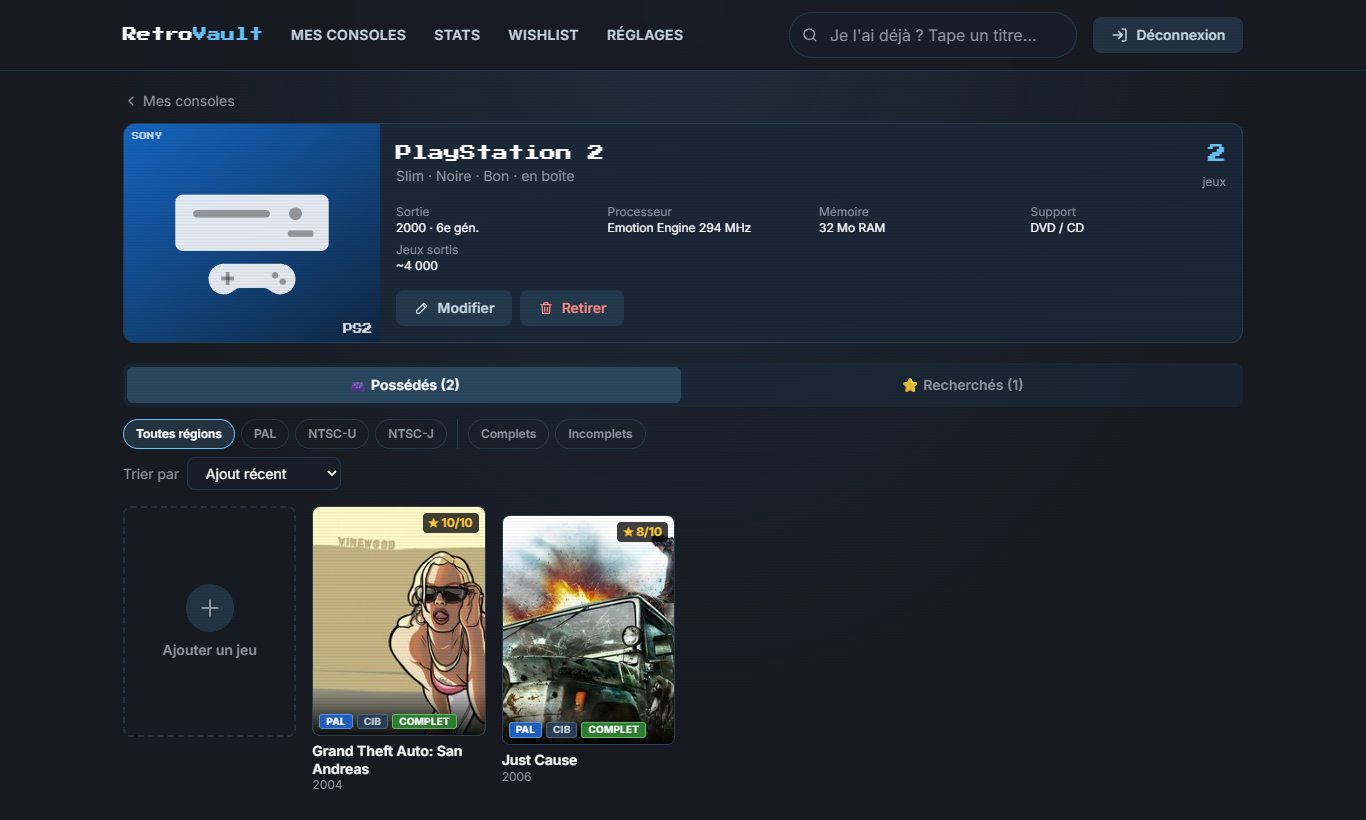 RetroVault MES CONSOLES STATS WISHLIST RÉGLAGES Je l'ai déjà ? Tape un titre... Déconnexion
Mes consoles
SONY
PS2
PlayStation 2
Slim · Noire · Bon · en boîte
2
jeux
Sortie
2000 · 6e gén.
Processeur
Emotion Engine 294 MHz
Mémoire
32 Mo RAM
Support
DVD / CD
Jeux sortis
~4 000
Modifier Retirer
Possédés (2) Recherchés (1)
Toutes régions PAL NTSC-U NTSC-J Complets Incomplets
Trier par Ajout récent
Ajouter un jeu
10/10
VINEWOOD
PAL CIB COMPLET
Grand Theft Auto: San
Andreas
2004
8/10
PAL CIB COMPLET
Just Cause
2006